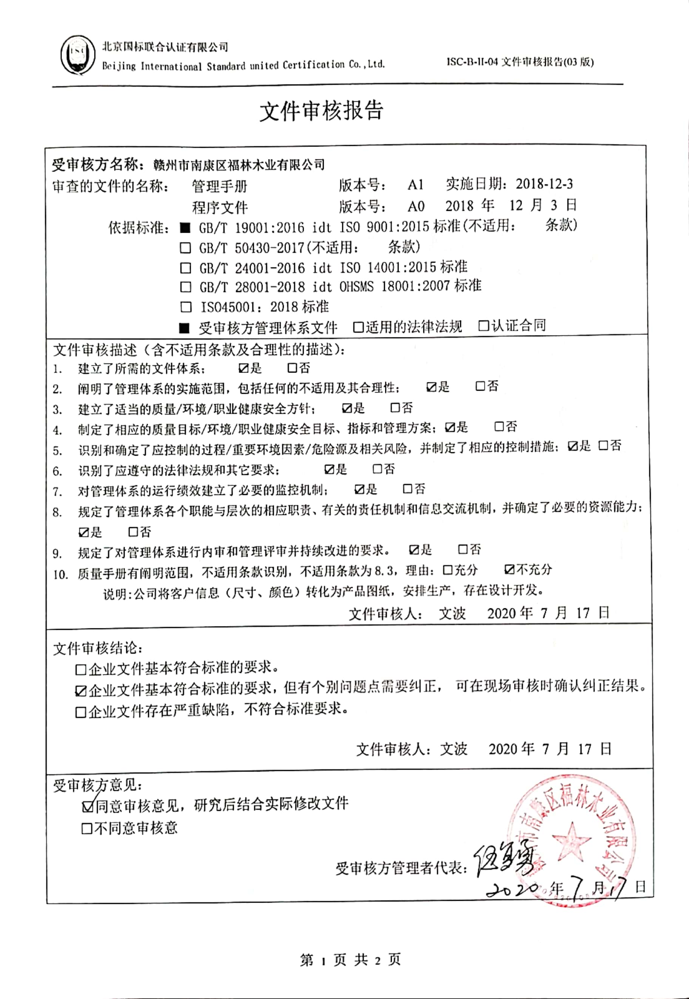 ISC
北京国标联合认证有限公司
Beijing International Standard united Certification Co.,Ltd.
ISC-B-II-04 文件审核报告(03 版)
文件审核报告
受审核方名称：赣州市南康区福林木业有限公司
审查的文件的名称： 管理手册 版本号： A1 实施日期：2018-12-3
程序文件 版本号： A0 2018 年 12 月 3 日
依据标准：■ GB/T 19001:2016 idt ISO 9001:2015 标准(不适用： 条款)
□ GB/T 50430-2017(不适用： 条款)
□ GB/T 24001-2016 idt ISO 14001:2015 标准
□ GB/T 28001-2018 idt OHSMS 18001:2007 标准
□ ISO45001：2018 标准
■ 受审核方管理体系文件 □适用的法律法规 □认证合同
文件审核描述（含不适用条款及合理性的描述）：
1. 建立了所需的文件体系； ☑是 □否
2. 阐明了管理体系的实施范围，包括任何的不适用及其合理性； ☑是 □否
3. 建立了适当的质量/环境/职业健康安全方针； ☑是 □否
4. 制定了相应的质量目标/环境/职业健康安全目标、指标和管理方案；☑是 □否
5. 识别和确定了应控制的过程/重要环境因素/危险源及相关风险，并制定了相应的控制措施；☑是 □否
6. 识别了应遵守的法律法规和其它要求； ☑是 □否
7. 对管理体系的运行绩效建立了必要的监控机制； ☑是 □否
8. 规定了管理体系各个职能与层次的相应职责、有关的责任机制和信息交流机制，并确定了必要的资源能力；
☑是 □否
9. 规定了对管理体系进行内审和管理评审并持续改进的要求。 ☑是 □否
10. 质量手册有阐明范围，不适用条款识别，不适用条款为 8.3，理由：□充分 ☑不充分
说明:公司将客户信息（尺寸、颜色）转化为产品图纸，安排生产，存在设计开发。
文件审核人： 文波 2020 年 7 月 17 日
文件审核结论：
□企业文件基本符合标准的要求。
☑企业文件基本符合标准的要求，但有个别问题点需要纠正， 可在现场审核时确认纠正结果。
□企业文件存在严重缺陷，不符合标准要求。
文件审核人：文波 2020 年 7 月 17 日
受审核方意见：
☑同意审核意见，研究后结合实际修改文件
□不同意审核意
市南康区福林木业有限公司
受审核方管理者代表：
2020 年 7 月 17 日
第 1 页 共 2 页